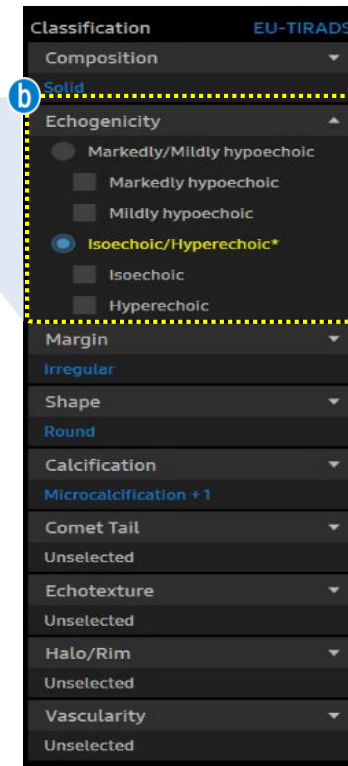 Classification EU-TIRADS
Composition
Solid
b
Echogenicity
Markedly/Mildly hypoechoic
Markedly hypoechoic
Mildly hypoechoic
Isoechoic/Hyperechoic*
Isoechoic
Hyperechoic
Margin
Irregular
Shape
Round
Calcification
Microcalcification +1
Comet Tail
Unselected
Echotexture
Unselected
Halo/Rim
Unselected
Vascularity
Unselected